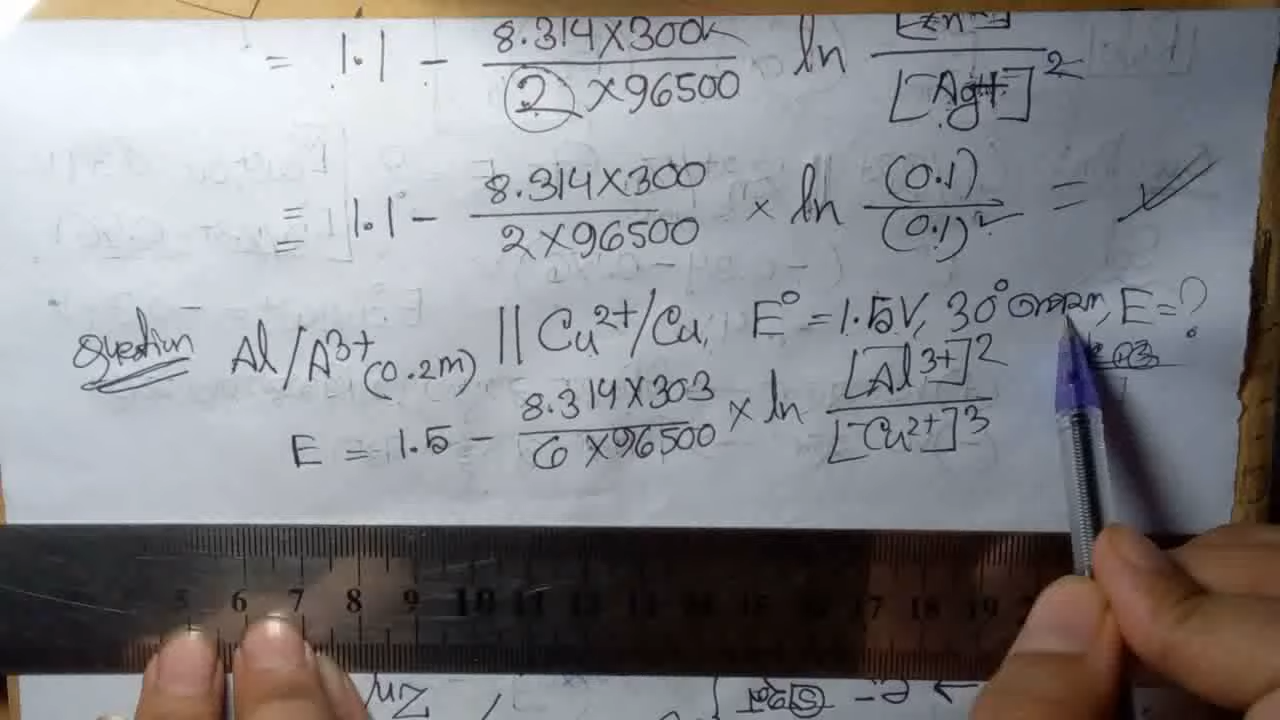 = 1.1 - 8.314×300K / 2 ×96500 ln [Zn²⁺] / [Ag+]²
= 1.1 - 8.314×300 / 2×96500 × ln (0.1) / (0.1)² = ✓
Question Al/A³⁺(0.2m) || Cu²⁺/Cu, E° = 1.5V, 30° , E=?
E = 1.5 - 8.314×303 / 6×96500 × ln [Al³⁺]² / [Cu²⁺]³
5 6 7 8 9 10 11 12 13 14 15 16 17 18 19